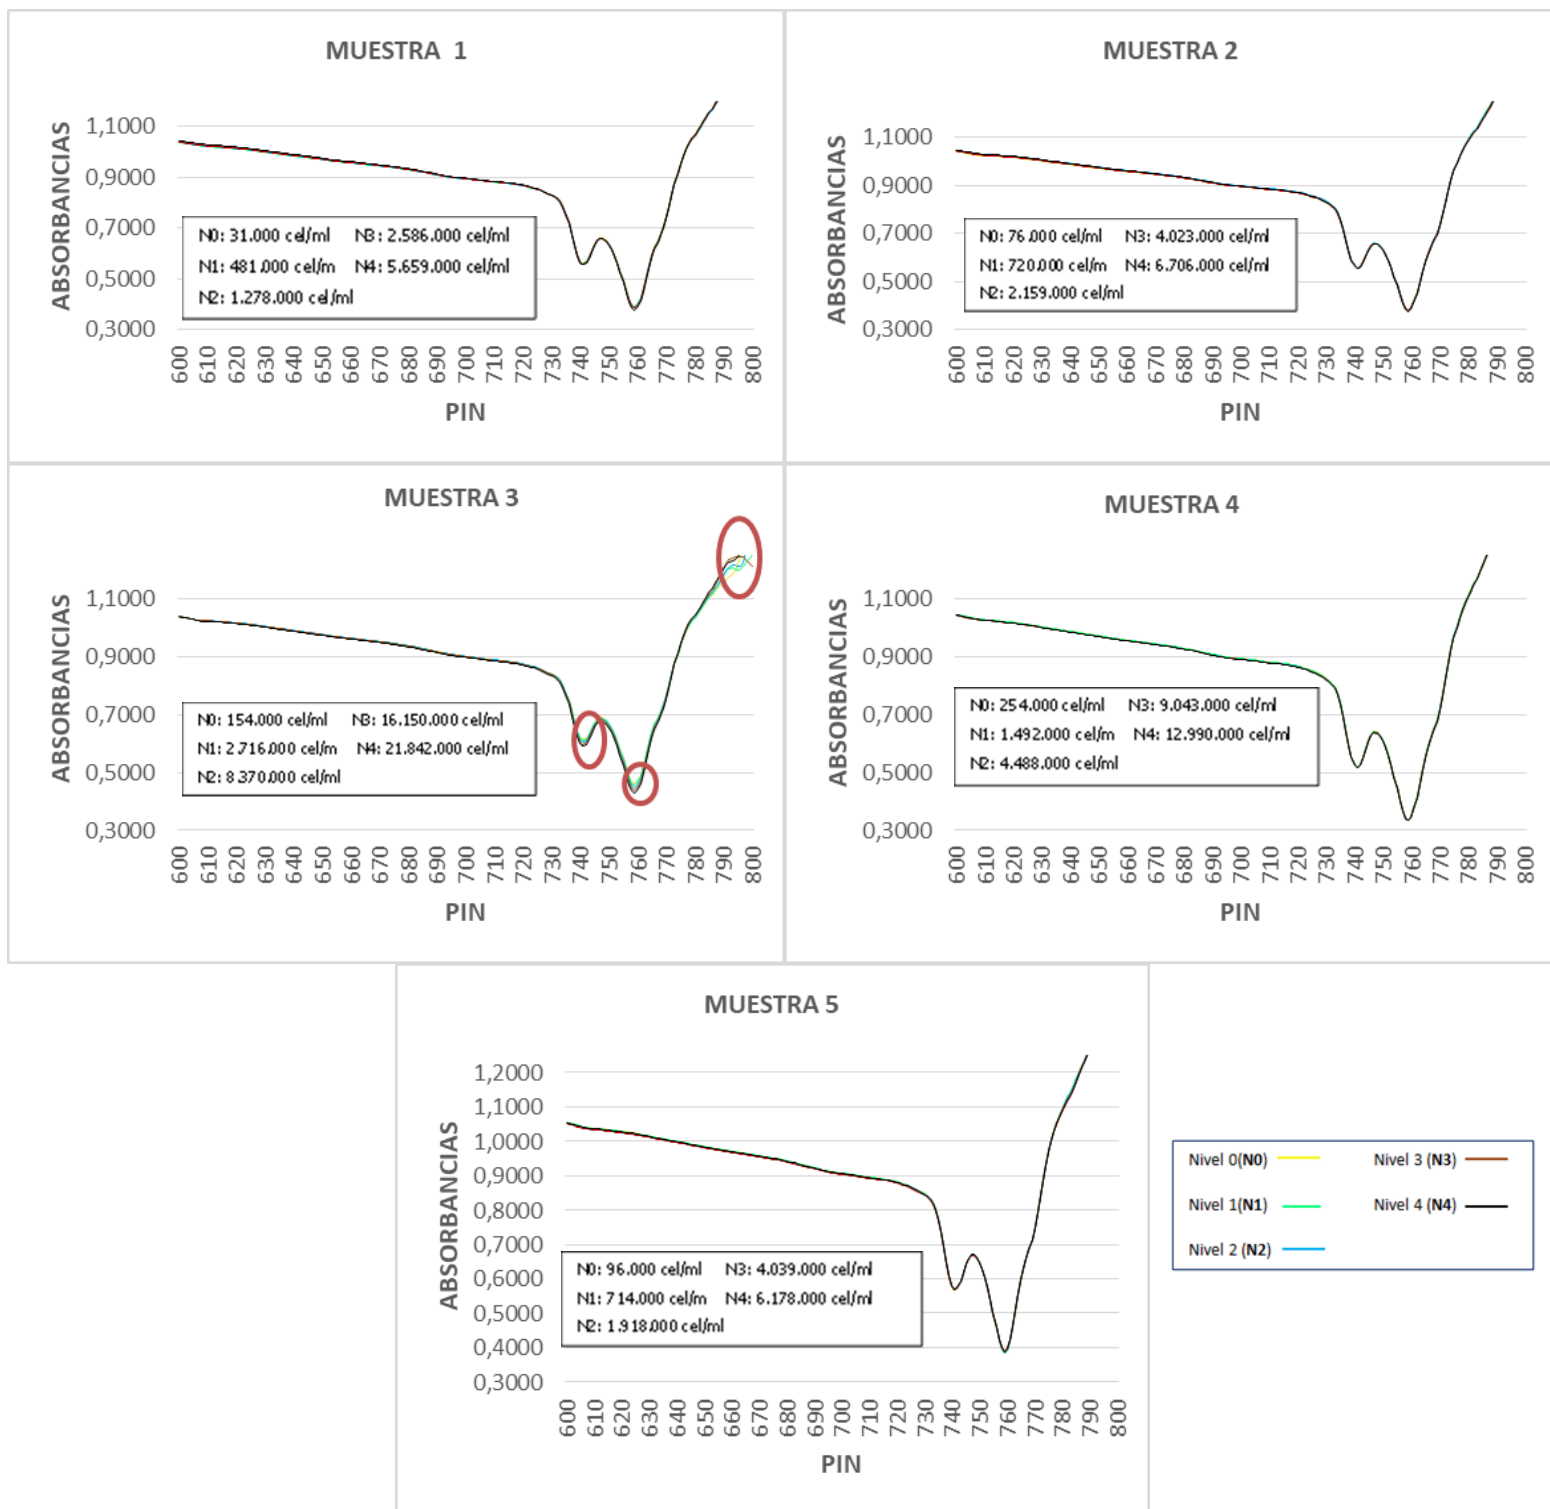 MUESTRA 1
ABSORBANCIAS
1,1000
0,9000
0,7000
0,5000
0,3000
N0: 31.000 cel/ml N3: 2.586.000 cel/ml
N1: 481.000 cel/m N4: 5.659.000 cel/ml
N2: 1.278.000 cel/ml
600 610 620 630 640 650 660 670 680 690 700 710 720 730 740 750 760 770 780 790 800
PIN
MUESTRA 2
ABSORBANCIAS
1,1000
0,9000
0,7000
0,5000
0,3000
N0: 76.000 cel/ml N3: 4.023.000 cel/ml
N1: 720.000 cel/m N4: 6.706.000 cel/ml
N2: 2.159.000 cel/ml
600 610 620 630 640 650 660 670 680 690 700 710 720 730 740 750 760 770 780 790 800
PIN
MUESTRA 3
ABSORBANCIAS
1,1000
0,9000
0,7000
0,5000
0,3000
N0: 154.000 cel/ml N3: 16.150.000 cel/ml
N1: 2.716.000 cel/m N4: 21.842.000 cel/ml
N2: 8.370.000 cel/ml
600 610 620 630 640 650 660 670 680 690 700 710 720 730 740 750 760 770 780 790 800
PIN
MUESTRA 4
ABSORBANCIAS
1,1000
0,9000
0,7000
0,5000
0,3000
N0: 254.000 cel/ml N3: 9.043.000 cel/ml
N1: 1.492.000 cel/m N4: 12.990.000 cel/ml
N2: 4.488.000 cel/ml
600 610 620 630 640 650 660 670 680 690 700 710 720 730 740 750 760 770 780 790 800
PIN
MUESTRA 5
ABSORBANCIAS
1,2000
1,1000
1,0000
0,9000
0,8000
0,7000
0,6000
0,5000
0,4000
0,3000
N0: 96.000 cel/ml N3: 4.039.000 cel/ml
N1: 714.000 cel/m N4: 6.178.000 cel/ml
N2: 1.918.000 cel/ml
600 610 620 630 640 650 660 670 680 690 700 710 720 730 740 750 760 770 780 790 800
PIN
Nivel 0(N0) Nivel 3 (N3)
Nivel 1(N1) Nivel 4 (N4)
Nivel 2 (N2)